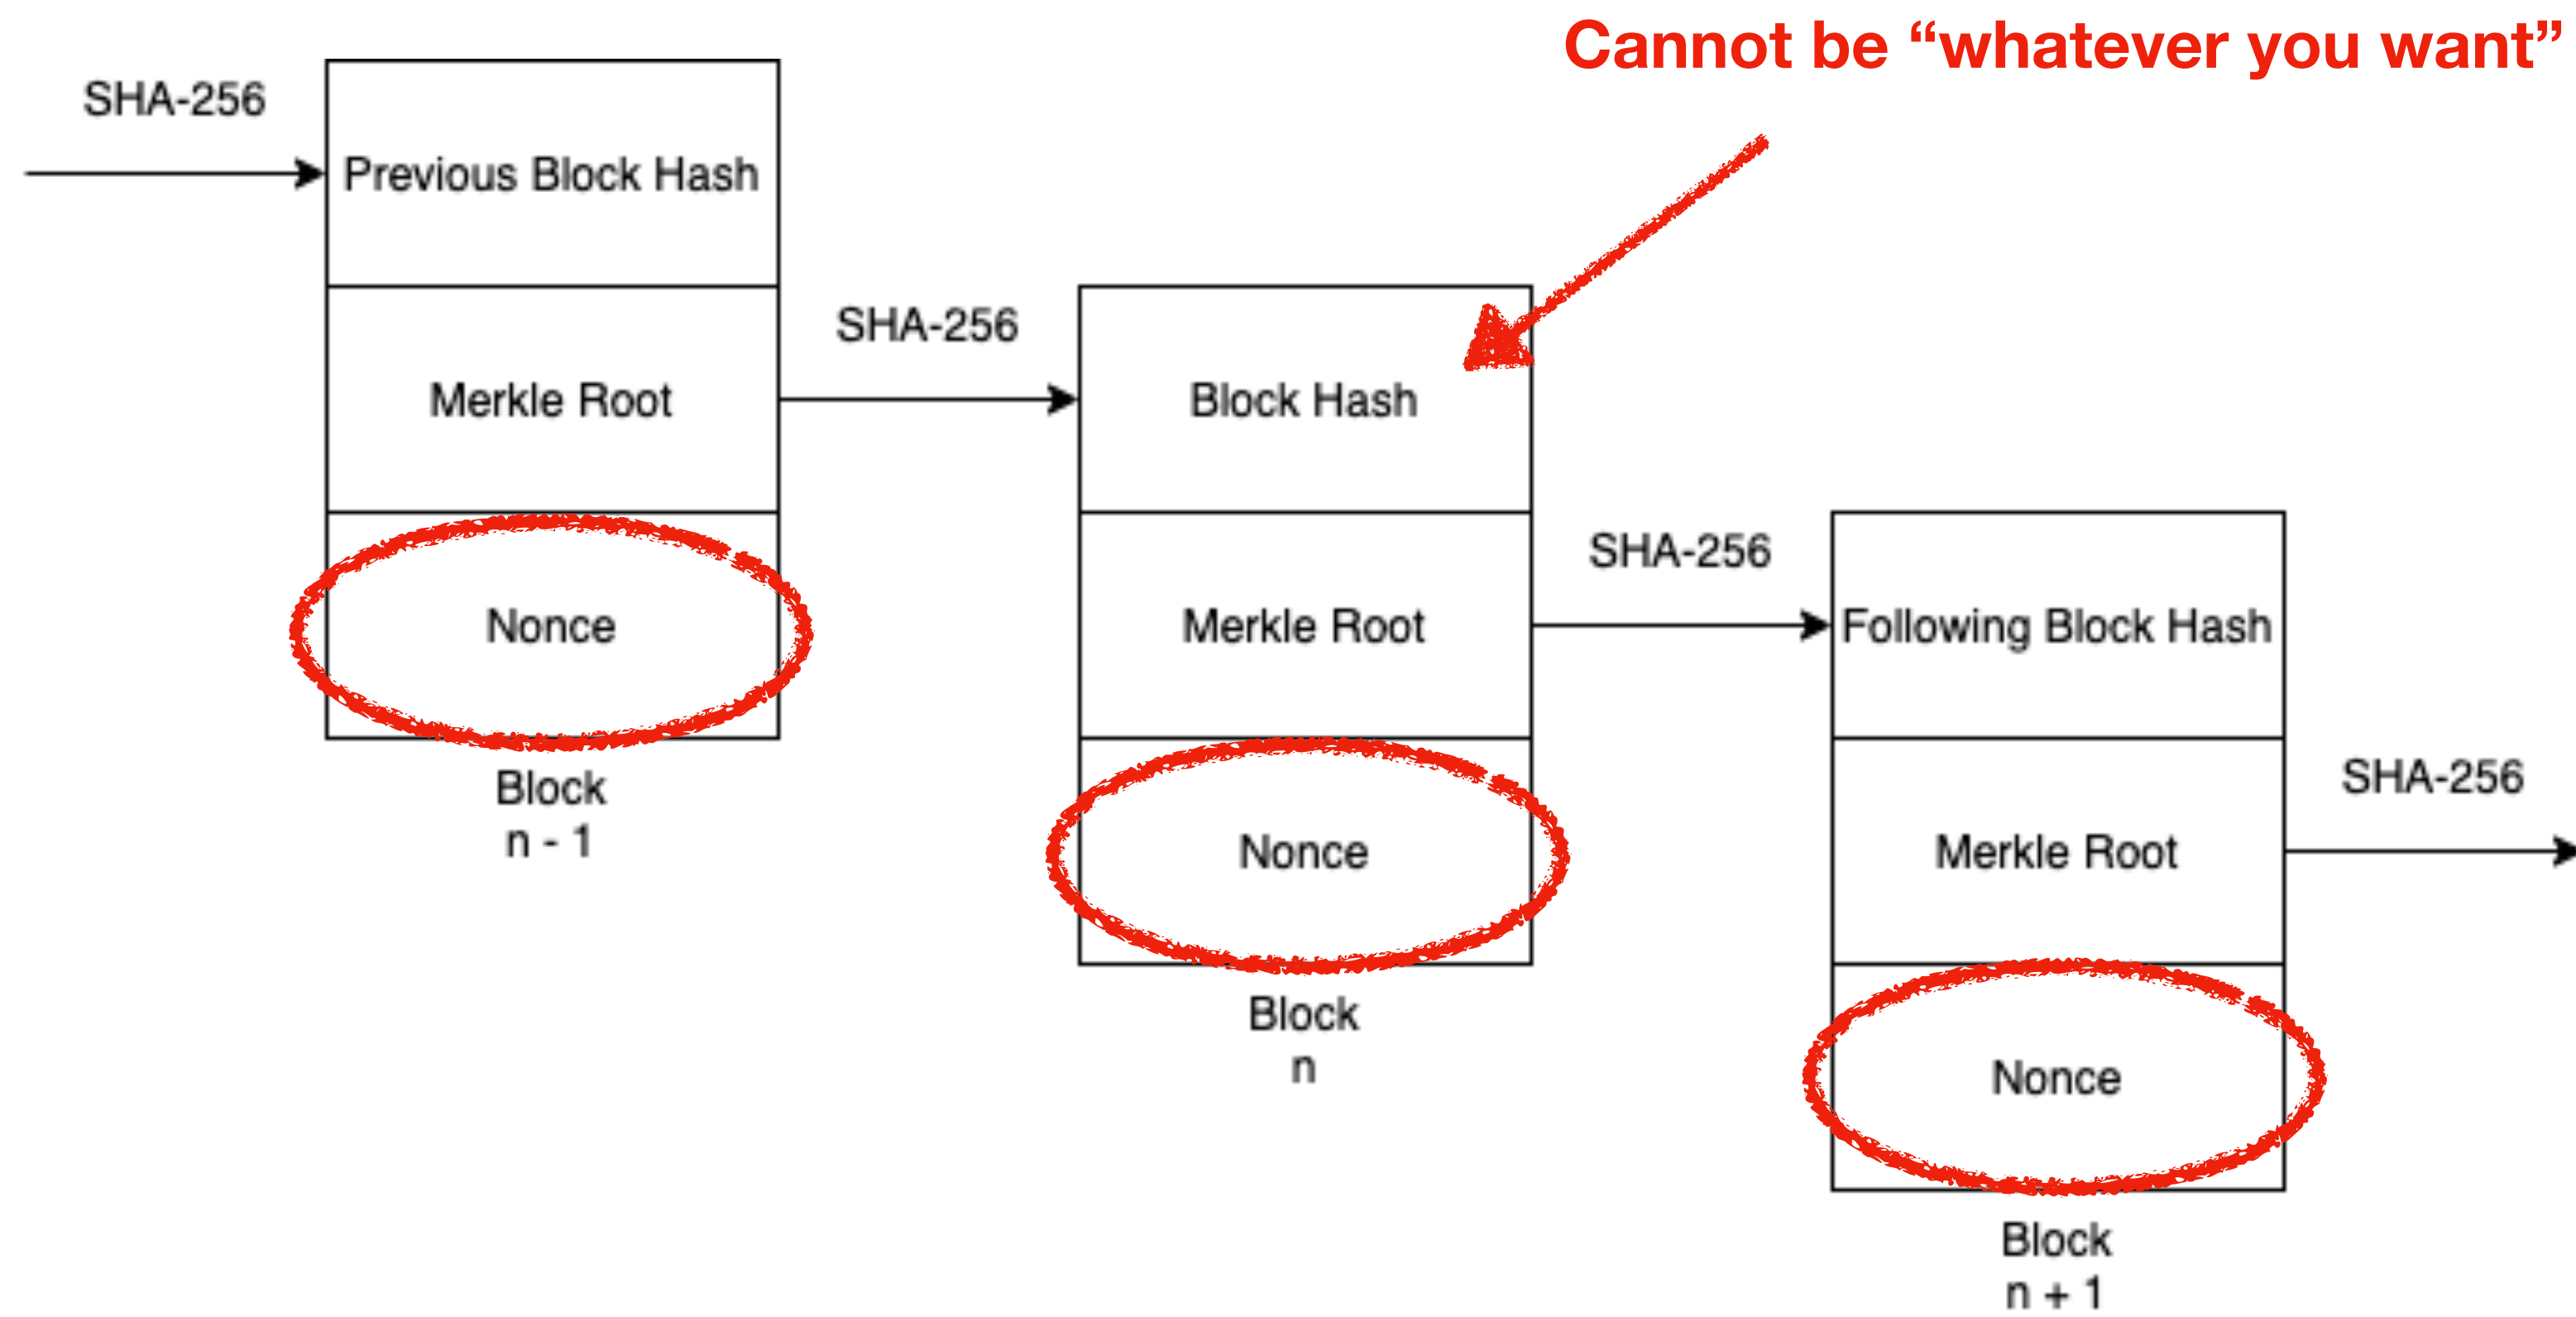 Cannot be “whatever you want”
SHA-256
Previous Block Hash
Merkle Root
Nonce
Block
n - 1
SHA-256
Block Hash
Merkle Root
Nonce
Block
n
SHA-256
Following Block Hash
Merkle Root
Nonce
Block
n + 1
SHA-256